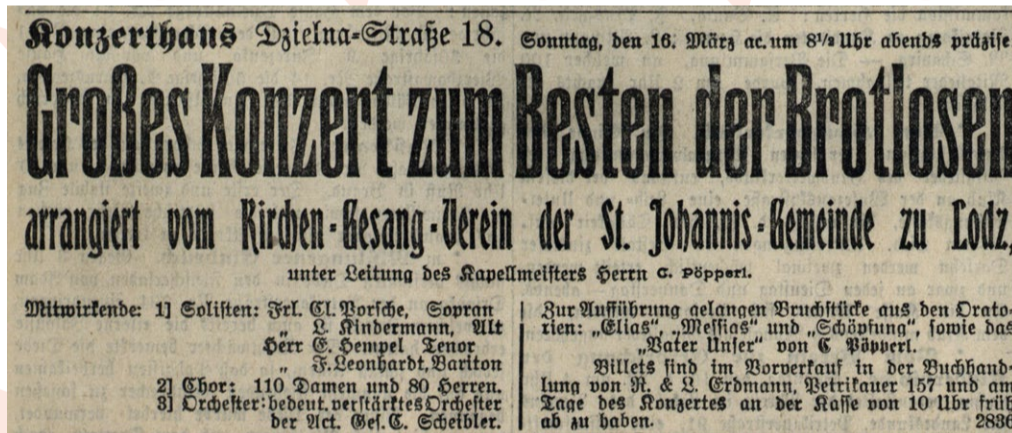 Konzerthaus Dzielna-Straße 18. Sonntag, den 16. März ac. um 8½ Uhr abends präzise
Großes Konzert zum Besten der Brotlosen
arrangiert vom Kirchen-Gesang-Verein der St. Johannis-Gemeinde zu Lodz,
unter Leitung des Kapellmeisters Herrn C. Pöpperl.
Mitwirkende: 1] Solisten: Frl. Cl. Porsche, Sopran
„ L. Kindermann, Alt
Herr E. Hempel Tenor
„ F. Leonhardt, Bariton
2] Chor: 110 Damen und 80 Herren.
3] Orchester: bedeut. verstärktes Orchester
der Act. Ges. C. Scheibler.
Zur Aufführung gelangen Bruchstücke aus den Orato-
rien: „Elias“, „Messias“ und „Schöpfung“, sowie das
„Vater Unser“ von C Pöpperl.
Billets sind im Vorverkauf in der Buchhand-
lung von R. & L. Erdmann, Petrikauer 157 und am
Tage des Konzertes an der Kasse von 10 Uhr früh
ab zu haben. 2836